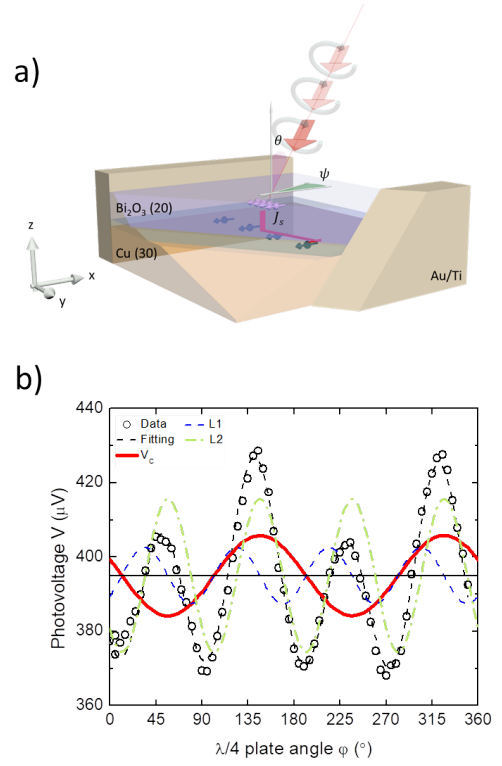 a)
θ
ψ
Bi₂O₃ (20)
Jₛ
z
Cu (30)
x
Au/Ti
y
b)
440
Data
L1
Fitting
L2
V_C
420
400
380
360
Photovoltage V (μV)
0 45 90 135 180 225 270 315 360
λ/4 plate angle φ (°)